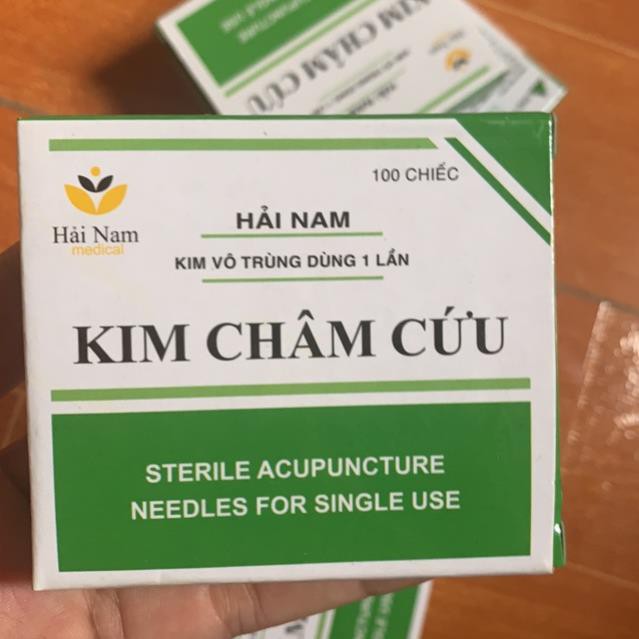 ACUPUNCTURE
KIM CHÂM CỨU
100 CHIẾC
Hải Nam
medical
HẢI NAM
KIM VÔ TRÙNG DÙNG 1 LẦN
KIM CHÂM CỨU
STERILE ACUPUNCTURE
NEEDLES FOR SINGLE USE